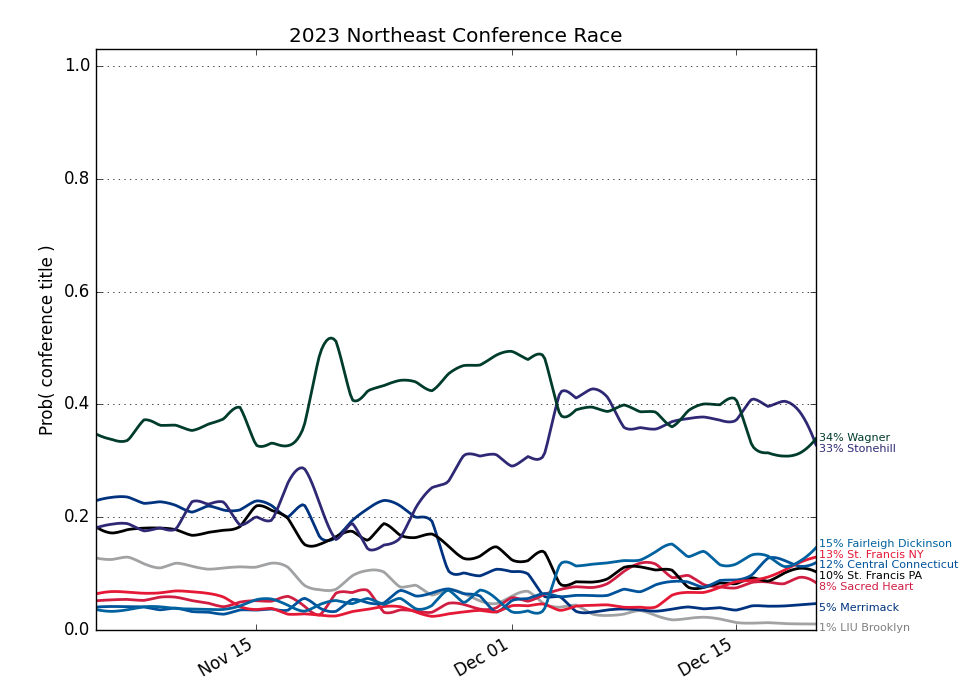 2023 Northeast Conference Race
Prob( conference title )
1.0
0.8
0.6
0.4
0.2
0.0
Nov 15
Dec 01
Dec 15
34% Wagner
33% Stonehill
15% Fairleigh Dickinson
13% St. Francis NY
12% Central Connecticut
10% St. Francis PA
8% Sacred Heart
5% Merrimack
1% LIU Brooklyn